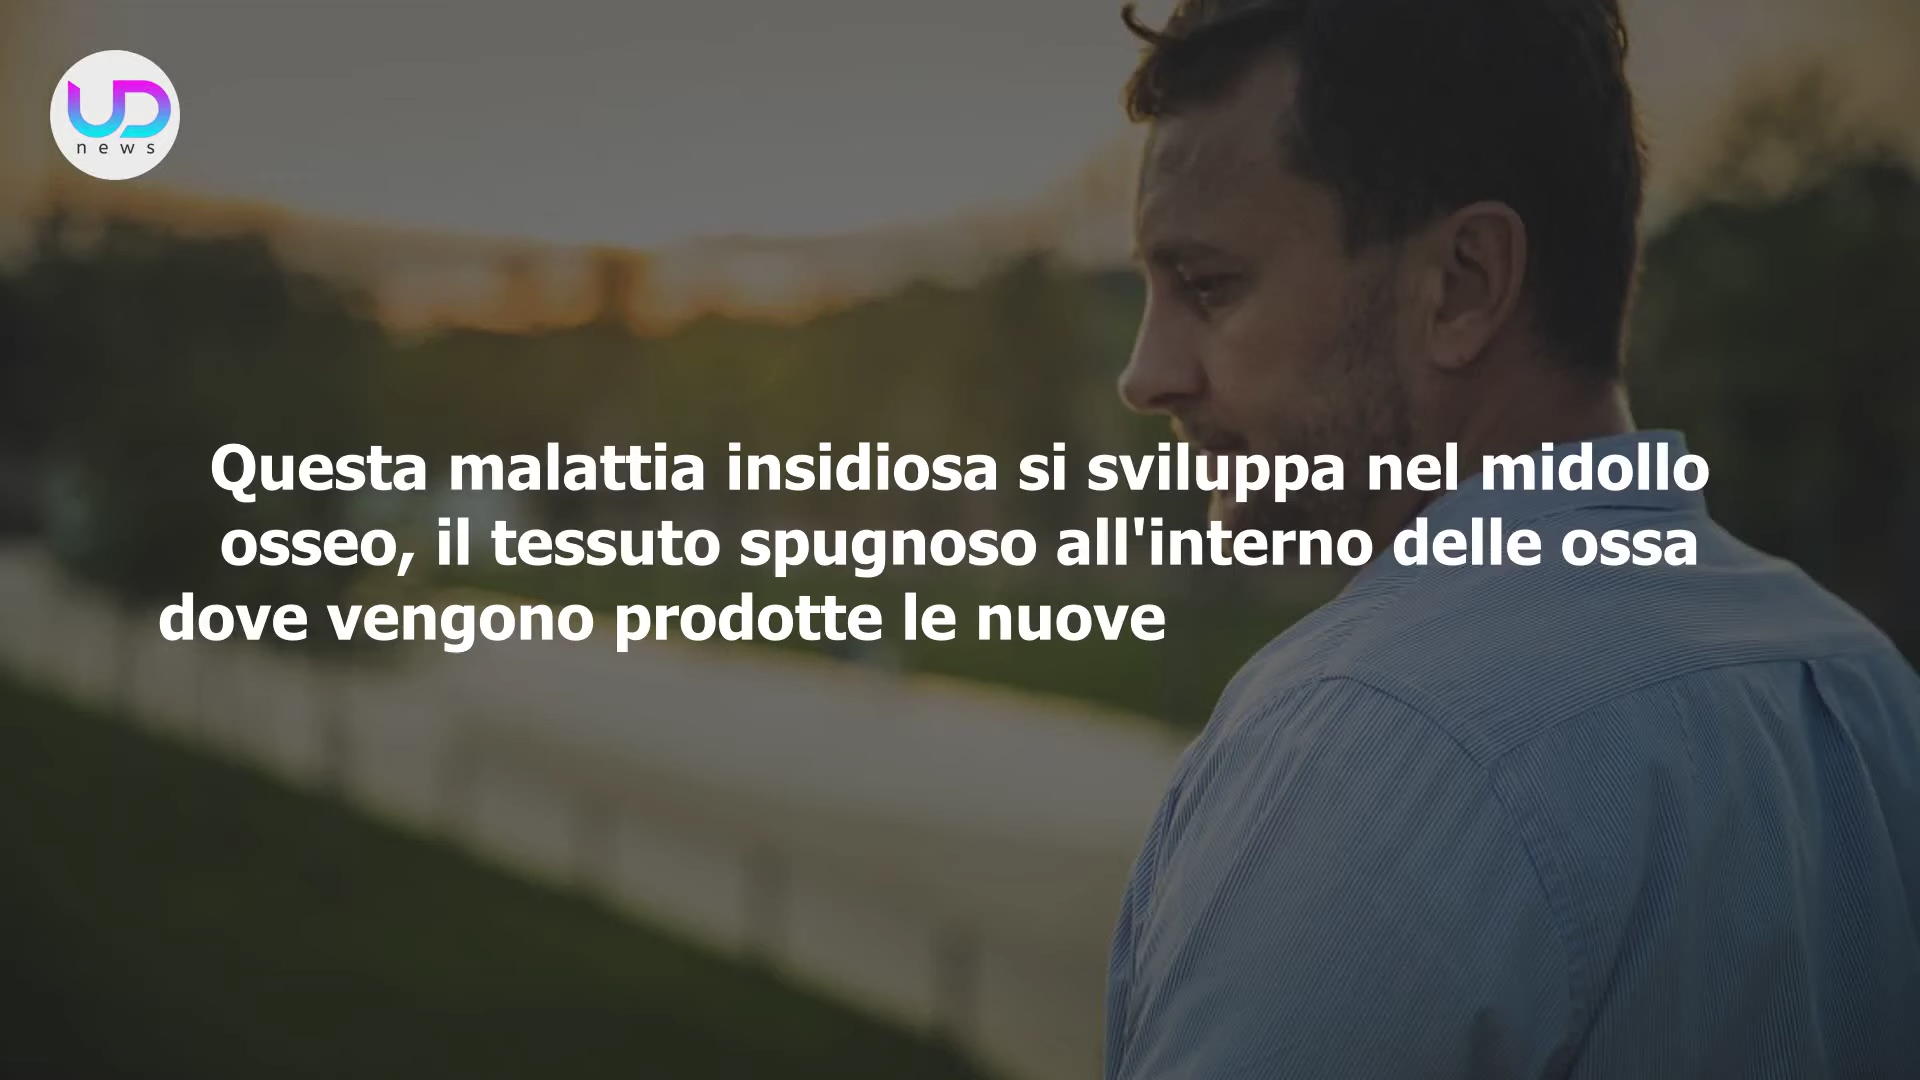 UD
news
Questa malattia insidiosa si sviluppa nel midollo
osseo, il tessuto spugnoso all'interno delle ossa
dove vengono prodotte le nuove